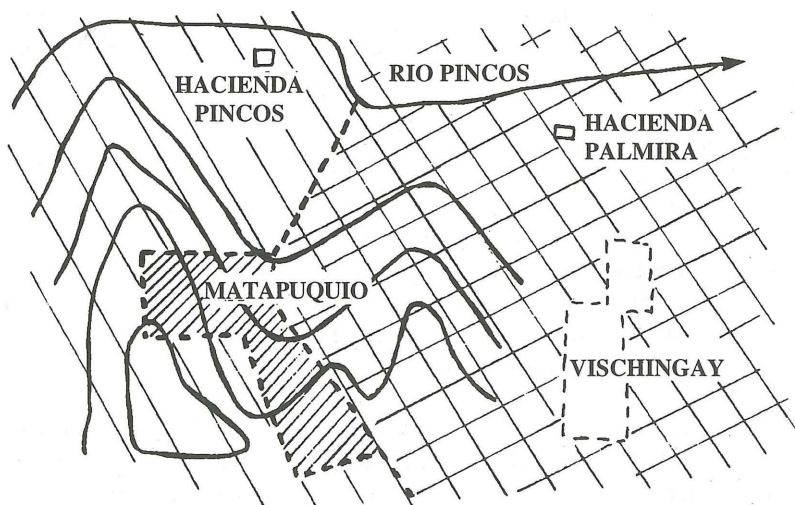 HACIENDA
PINCOS
RIO PINCOS
HACIENDA
PALMIRA
MATAPUQUIO
VISCHINGAY